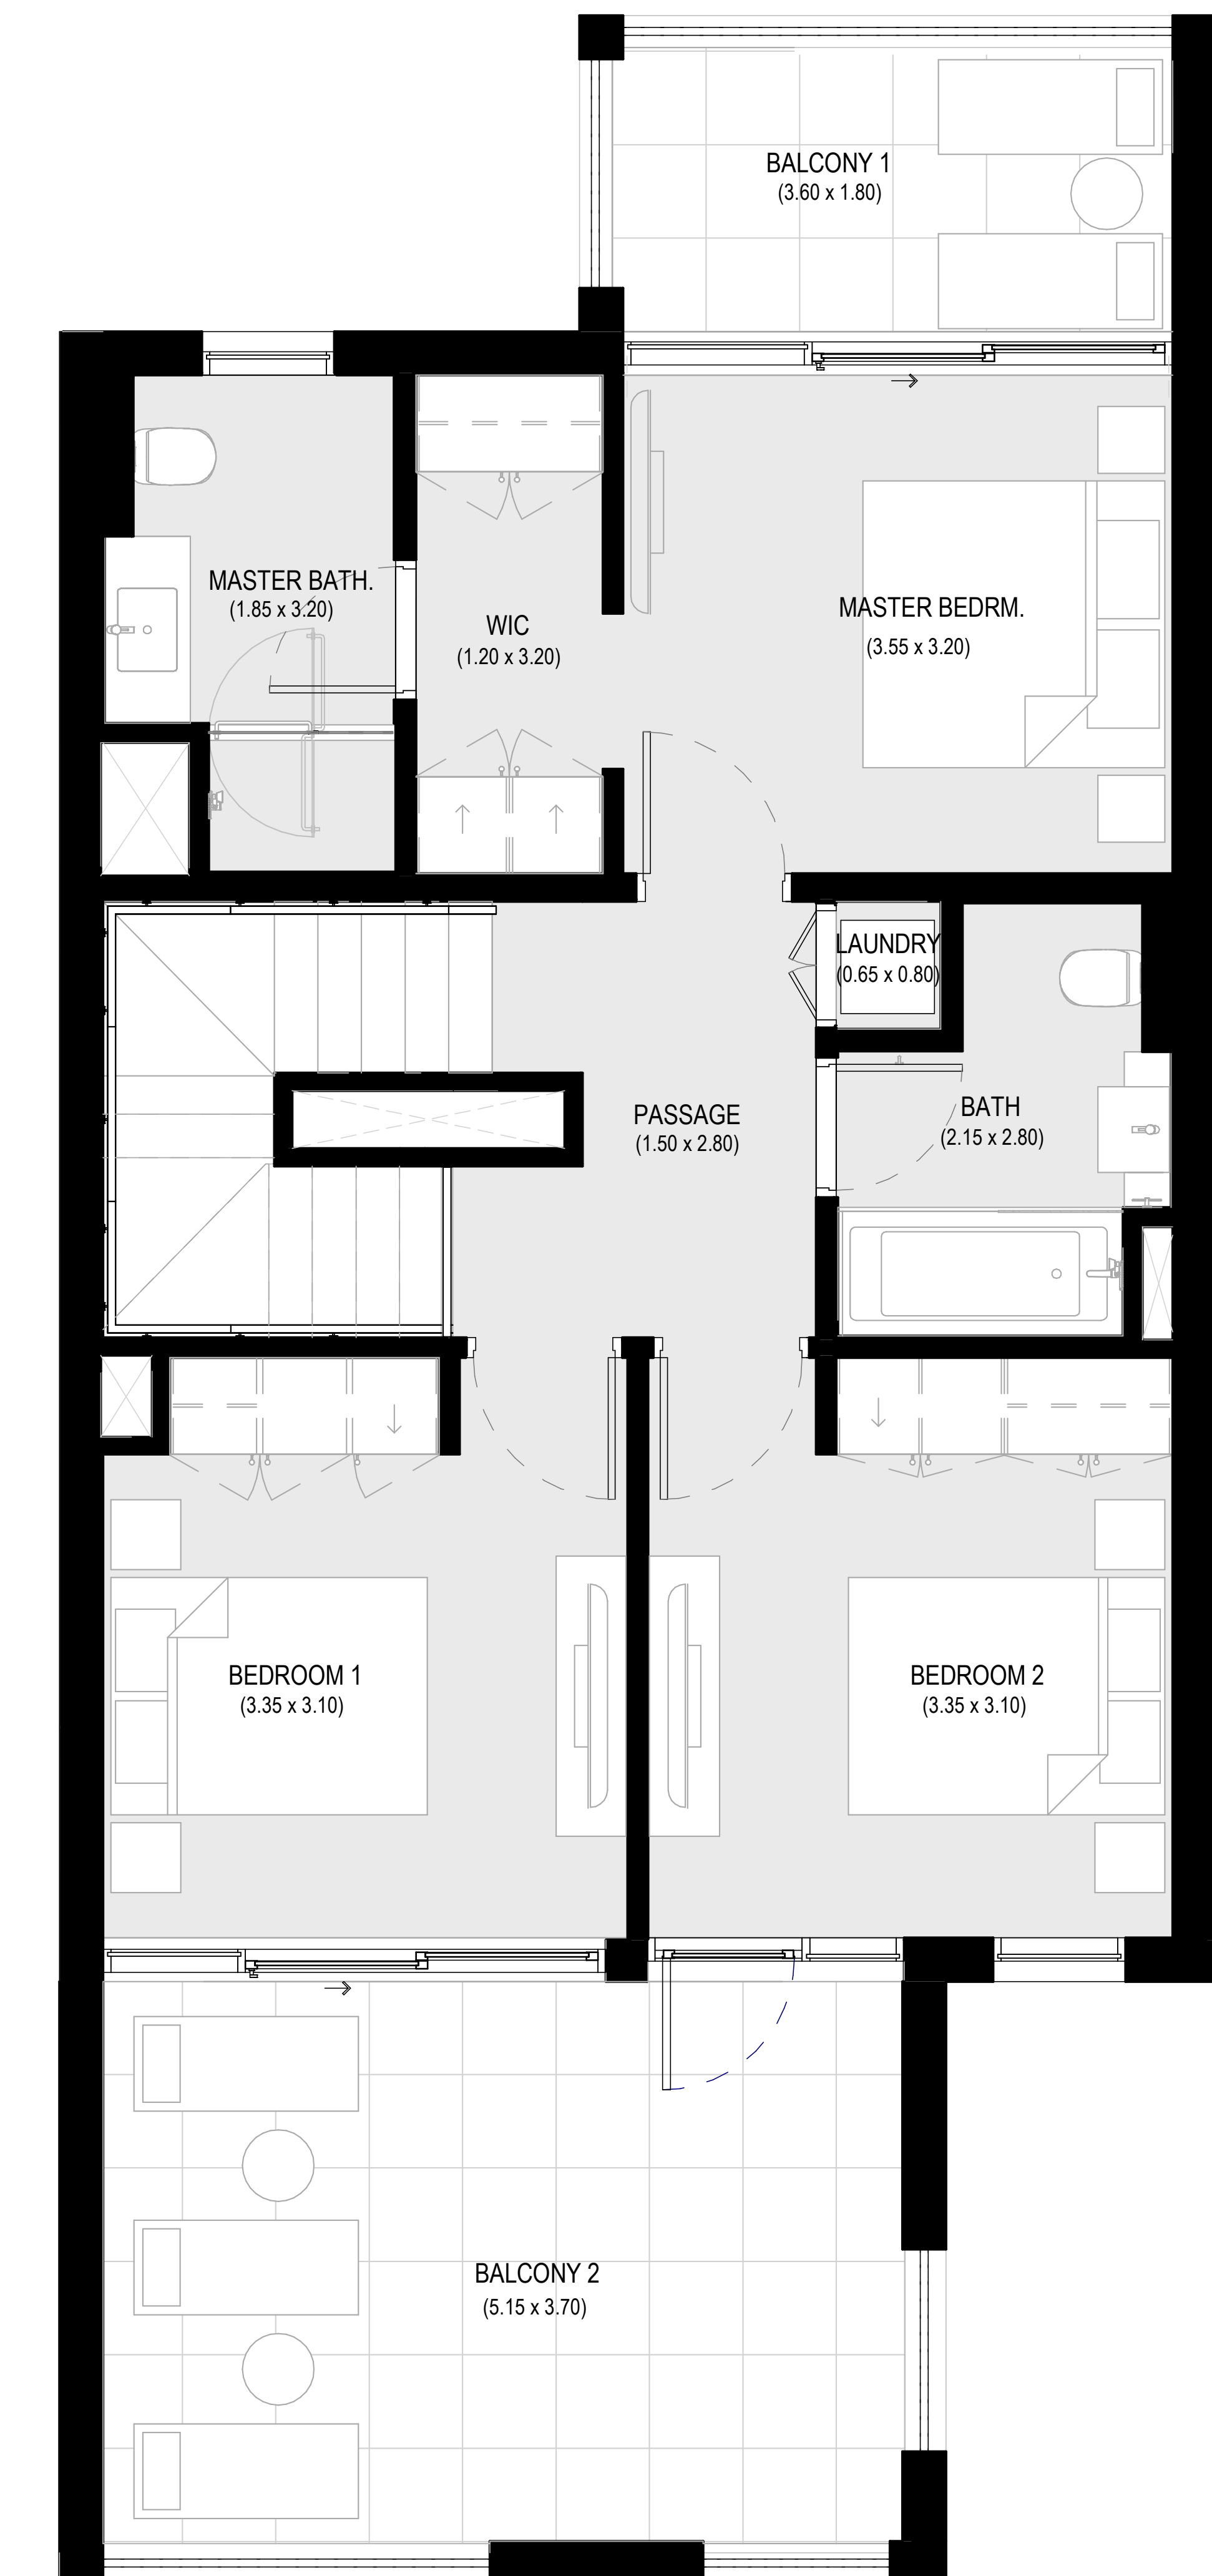 BALCONY 1
(3.60 x 1.80)
MASTER BATH.
(1.85 x 3.20)
WIC
(1.20 x 3.20)
MASTER BEDRM.
(3.55 x 3.20)
LAUNDRY
(0.65 x 0.80)
PASSAGE
(1.50 x 2.80)
BATH
(2.15 x 2.80)
BEDROOM 1
(3.35 x 3.10)
BEDROOM 2
(3.35 x 3.10)
BALCONY 2
(5.15 x 3.70)